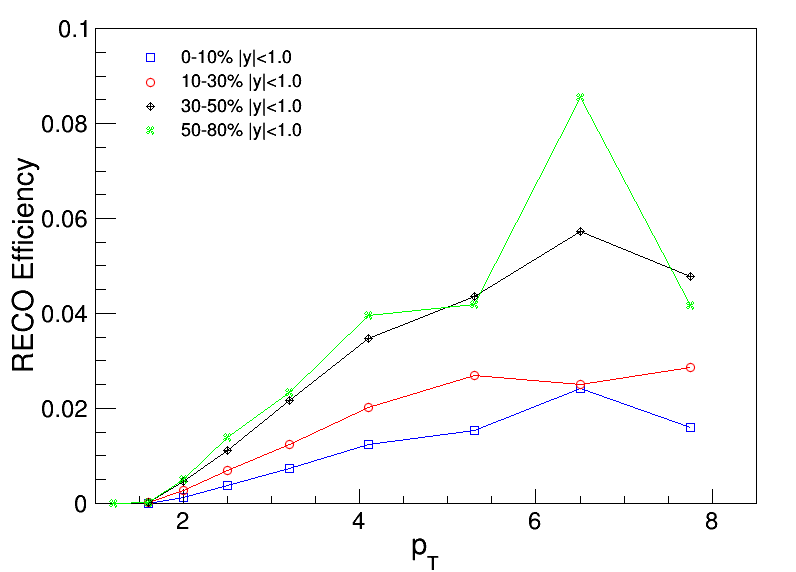 0.1
0-10% |y|<1.0
10-30% |y|<1.0
30-50% |y|<1.0
50-80% |y|<1.0
0.08
0.06
0.04
0.02
0
RECO Efficiency
2 4 6 8
pT